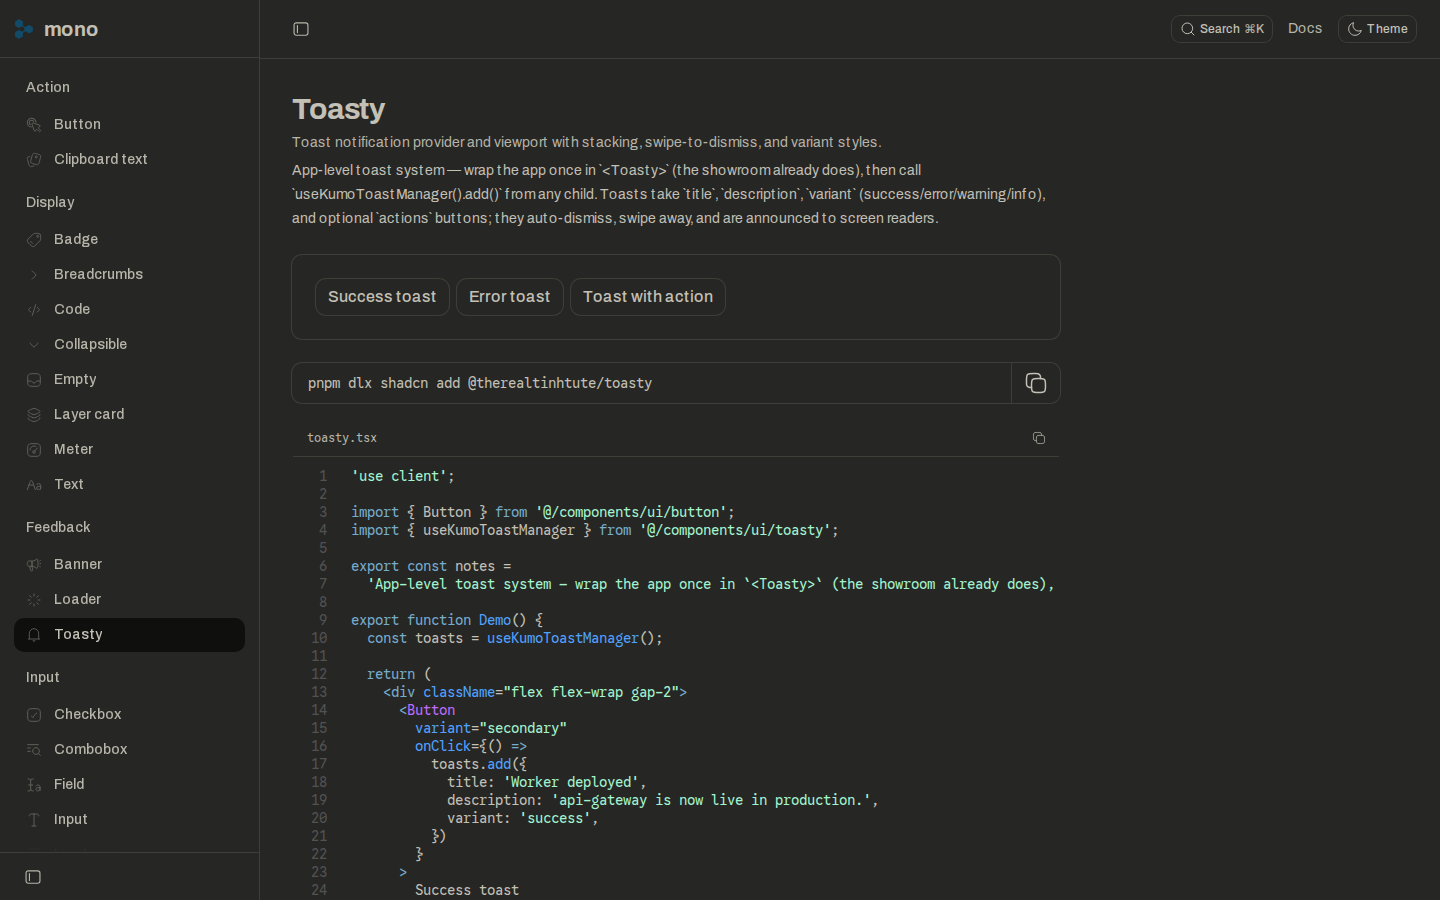 mono
Search ⌘K
Docs
Theme
Action
Button
Clipboard text
Display
Badge
Breadcrumbs
Code
Collapsible
Empty
Layer card
Meter
Text
Feedback
Banner
Loader
Toasty
Input
Checkbox
Combobox
Field
Input
Toasty
Toast notification provider and viewport with stacking, swipe-to-dismiss, and variant styles.
App-level toast system — wrap the app once in `<Toasty>` (the showroom already does), then call
`useKumoToastManager().add()` from any child. Toasts take `title`, `description`, `variant` (success/error/warning/info),
and optional `actions` buttons; they auto-dismiss, swipe away, and are announced to screen readers.
Success toast
Error toast
Toast with action
pnpm dlx shadcn add @therealtinhtute/toasty
toasty.tsx
1 'use client';
2
3 import { Button } from '@/components/ui/button';
4 import { useKumoToastManager } from '@/components/ui/toasty';
5
6 export const notes =
7 'App-level toast system — wrap the app once in `<Toasty>` (the showroom already does),
8
9 export function Demo() {
10 const toasts = useKumoToastManager();
11
12 return (
13 <div className="flex flex-wrap gap-2">
14 <Button
15 variant="secondary"
16 onClick={() =>
17 toasts.add({
18 title: 'Worker deployed',
19 description: 'api-gateway is now live in production.',
20 variant: 'success',
21 })
22 }
23 >
24 Success toast